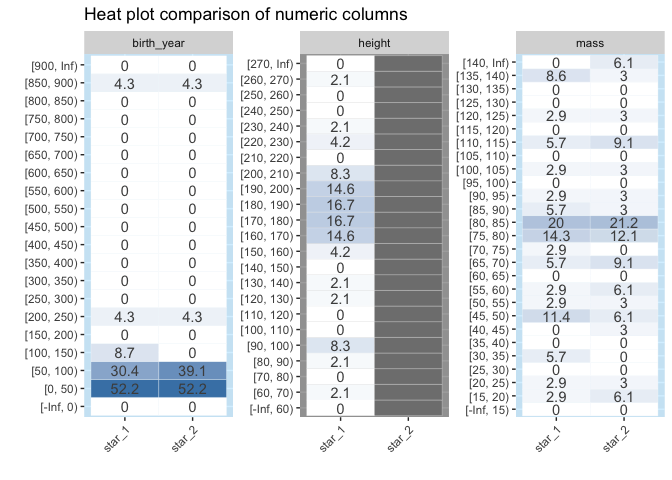 Heat plot comparison of numeric columns
birth_year
[900, Inf) 0 0
[850, 900) 4.3 4.3
[800, 850) 0 0
[750, 800) 0 0
[700, 750) 0 0
[650, 700) 0 0
[600, 650) 0 0
[550, 600) 0 0
[500, 550) 0 0
[450, 500) 0 0
[400, 450) 0 0
[350, 400) 0 0
[300, 350) 0 0
[250, 300) 0 0
[200, 250) 4.3 4.3
[150, 200) 0 0
[100, 150) 8.7 0
[50, 100) 30.4 39.1
[0, 50) 52.2 52.2
[-Inf, 0) 0 0
star_1 star_2
height
[270, Inf) 0
[260, 270) 2.1
[250, 260) 0
[240, 250) 0
[230, 240) 2.1
[220, 230) 4.2
[210, 220) 0
[200, 210) 8.3
[190, 200) 14.6
[180, 190) 16.7
[170, 180) 16.7
[160, 170) 14.6
[150, 160) 4.2
[140, 150) 0
[130, 140) 2.1
[120, 130) 2.1
[110, 120) 0
[100, 110) 0
[90, 100) 8.3
[80, 90) 2.1
[70, 80) 0
[60, 70) 2.1
[-Inf, 60) 0
star_1 star_2
mass
[140, Inf) 0 6.1
[135, 140) 8.6 3
[130, 135) 0 0
[125, 130) 0 0
[120, 125) 2.9 3
[115, 120) 0 0
[110, 115) 5.7 9.1
[105, 110) 0 0
[100, 105) 2.9 3
[95, 100) 0 0
[90, 95) 2.9 3
[85, 90) 5.7 3
[80, 85) 20 21.2
[75, 80) 14.3 12.1
[70, 75) 2.9 0
[65, 70) 5.7 9.1
[60, 65) 0 0
[55, 60) 2.9 6.1
[50, 55) 2.9 3
[45, 50) 11.4 6.1
[40, 45) 0 3
[35, 40) 0 0
[30, 35) 5.7 0
[25, 30) 0 0
[20, 25) 2.9 3
[15, 20) 2.9 6.1
[-Inf, 15) 0 0
star_1 star_2